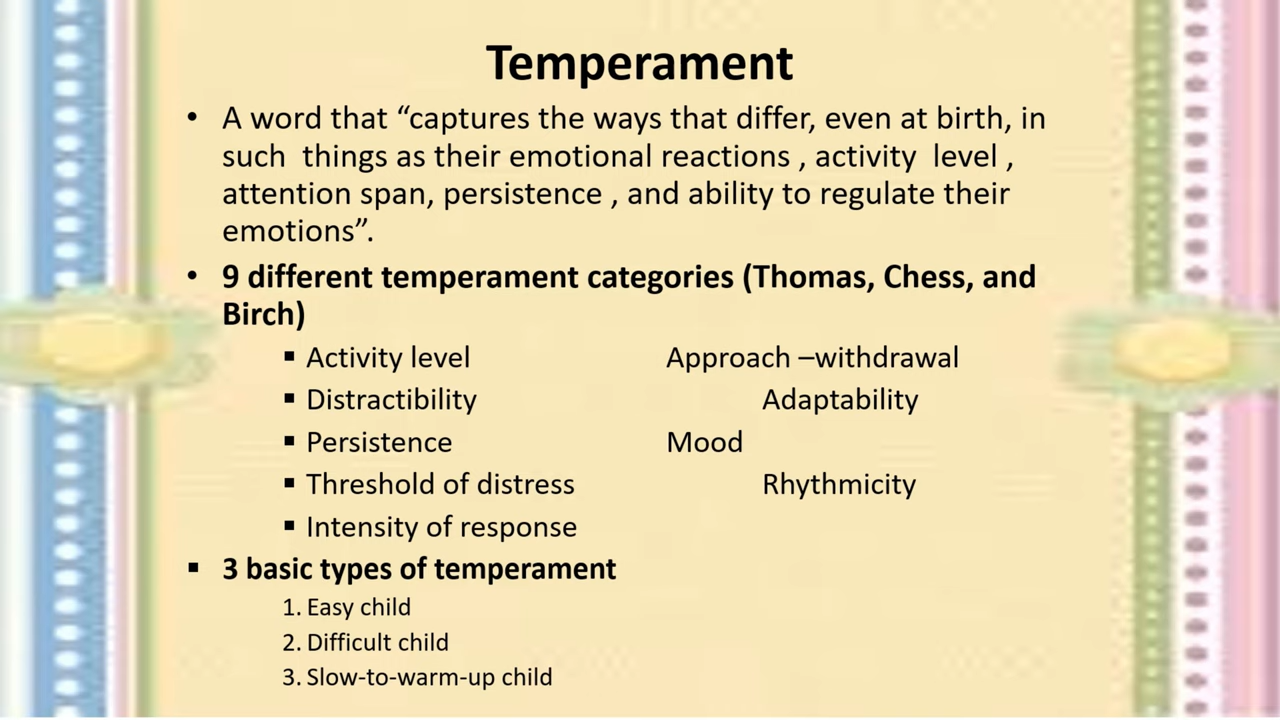 Temperament
• A word that “captures the ways that differ, even at birth, in
such things as their emotional reactions , activity level ,
attention span, persistence , and ability to regulate their
emotions”.
• 9 different temperament categories (Thomas, Chess, and
Birch)
▪ Activity level Approach –withdrawal
▪ Distractibility Adaptability
▪ Persistence Mood
▪ Threshold of distress Rhythmicity
▪ Intensity of response
▪ 3 basic types of temperament
1. Easy child
2. Difficult child
3. Slow-to-warm-up child